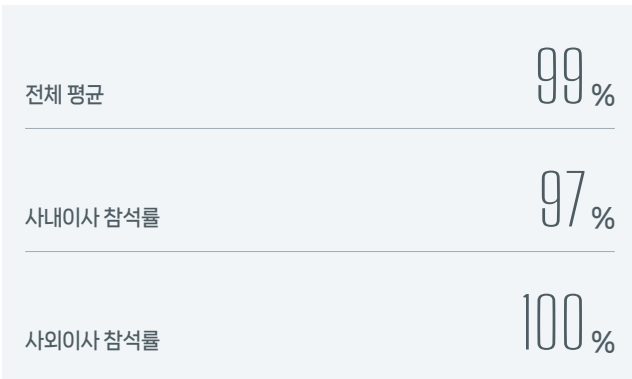 전체 평균 99 %
사내이사 참석률 97 %
사외이사 참석률 100 %